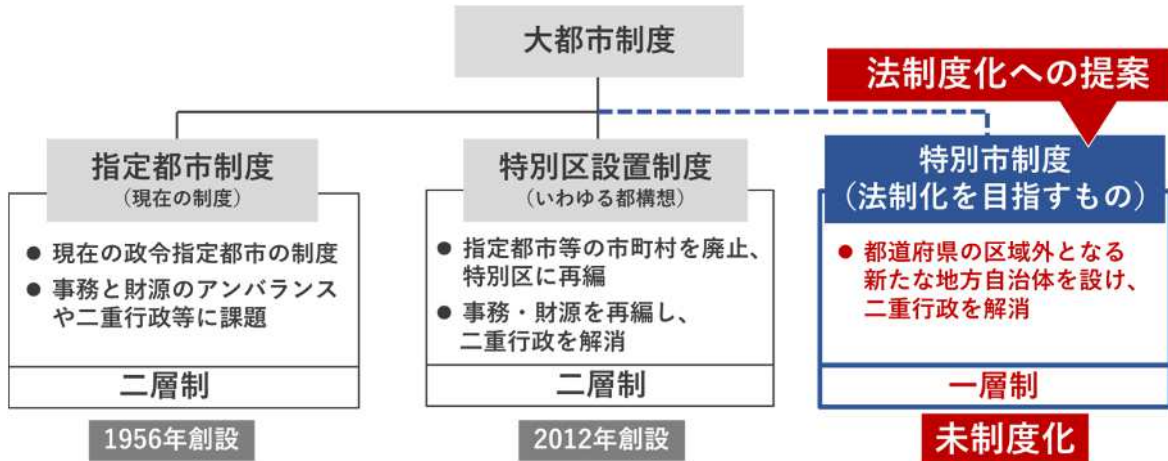 大都市制度
法制度化への提案
指定都市制度
（現在の制度）
● 現在の政令指定都市の制度
● 事務と財源のアンバランス
や二重行政等に課題
二層制
1956年創設
特別区設置制度
（いわゆる都構想）
● 指定都市等の市町村を廃止、
特別区に再編
● 事務・財源を再編し、
二重行政を解消
二層制
2012年創設
特別市制度
（法制化を目指すもの）
● 都道府県の区域外となる
新たな地方自治体を設け、
二重行政を解消
一層制
未制度化